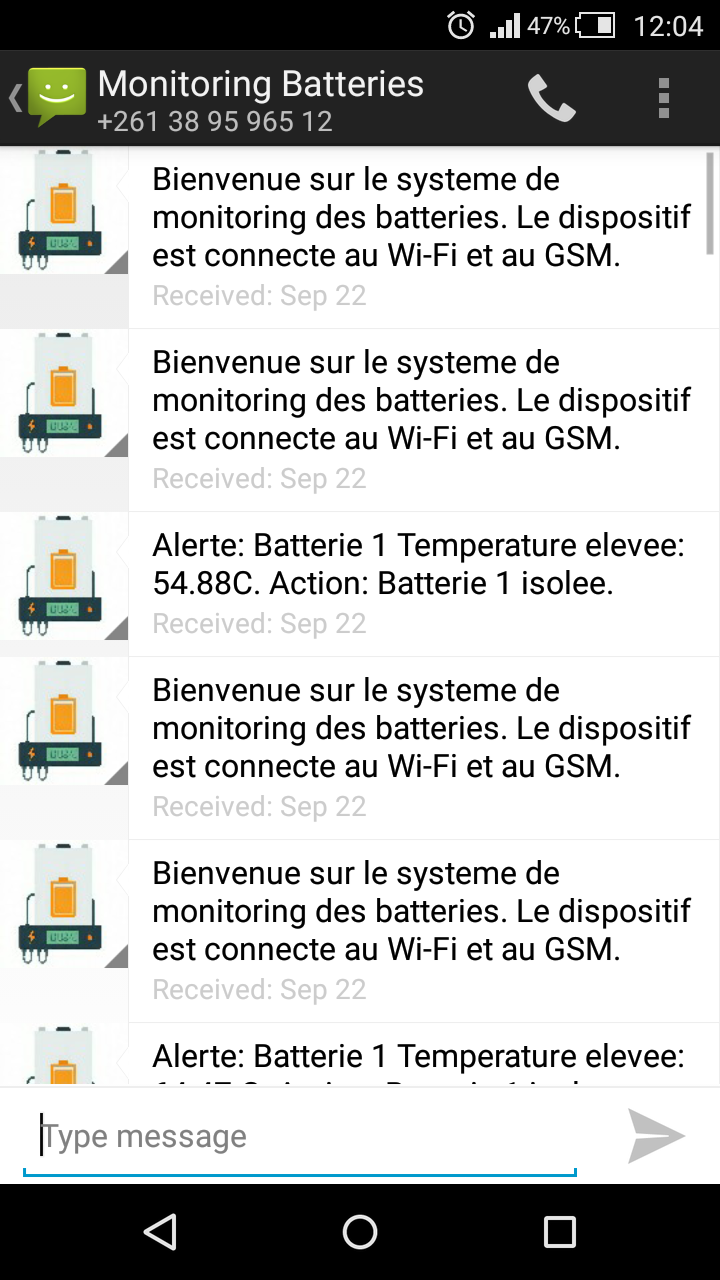 47% 12:04
Monitoring Batteries
+261 38 95 965 12
Bienvenue sur le systeme de
monitoring des batteries. Le dispositif
est connecte au Wi-Fi et au GSM.
Received: Sep 22
Bienvenue sur le systeme de
monitoring des batteries. Le dispositif
est connecte au Wi-Fi et au GSM.
Received: Sep 22
Alerte: Batterie 1 Temperature elevee:
54.88C. Action: Batterie 1 isolee.
Received: Sep 22
Bienvenue sur le systeme de
monitoring des batteries. Le dispositif
est connecte au Wi-Fi et au GSM.
Received: Sep 22
Bienvenue sur le systeme de
monitoring des batteries. Le dispositif
est connecte au Wi-Fi et au GSM.
Received: Sep 22
Alerte: Batterie 1 Temperature elevee:
Type message